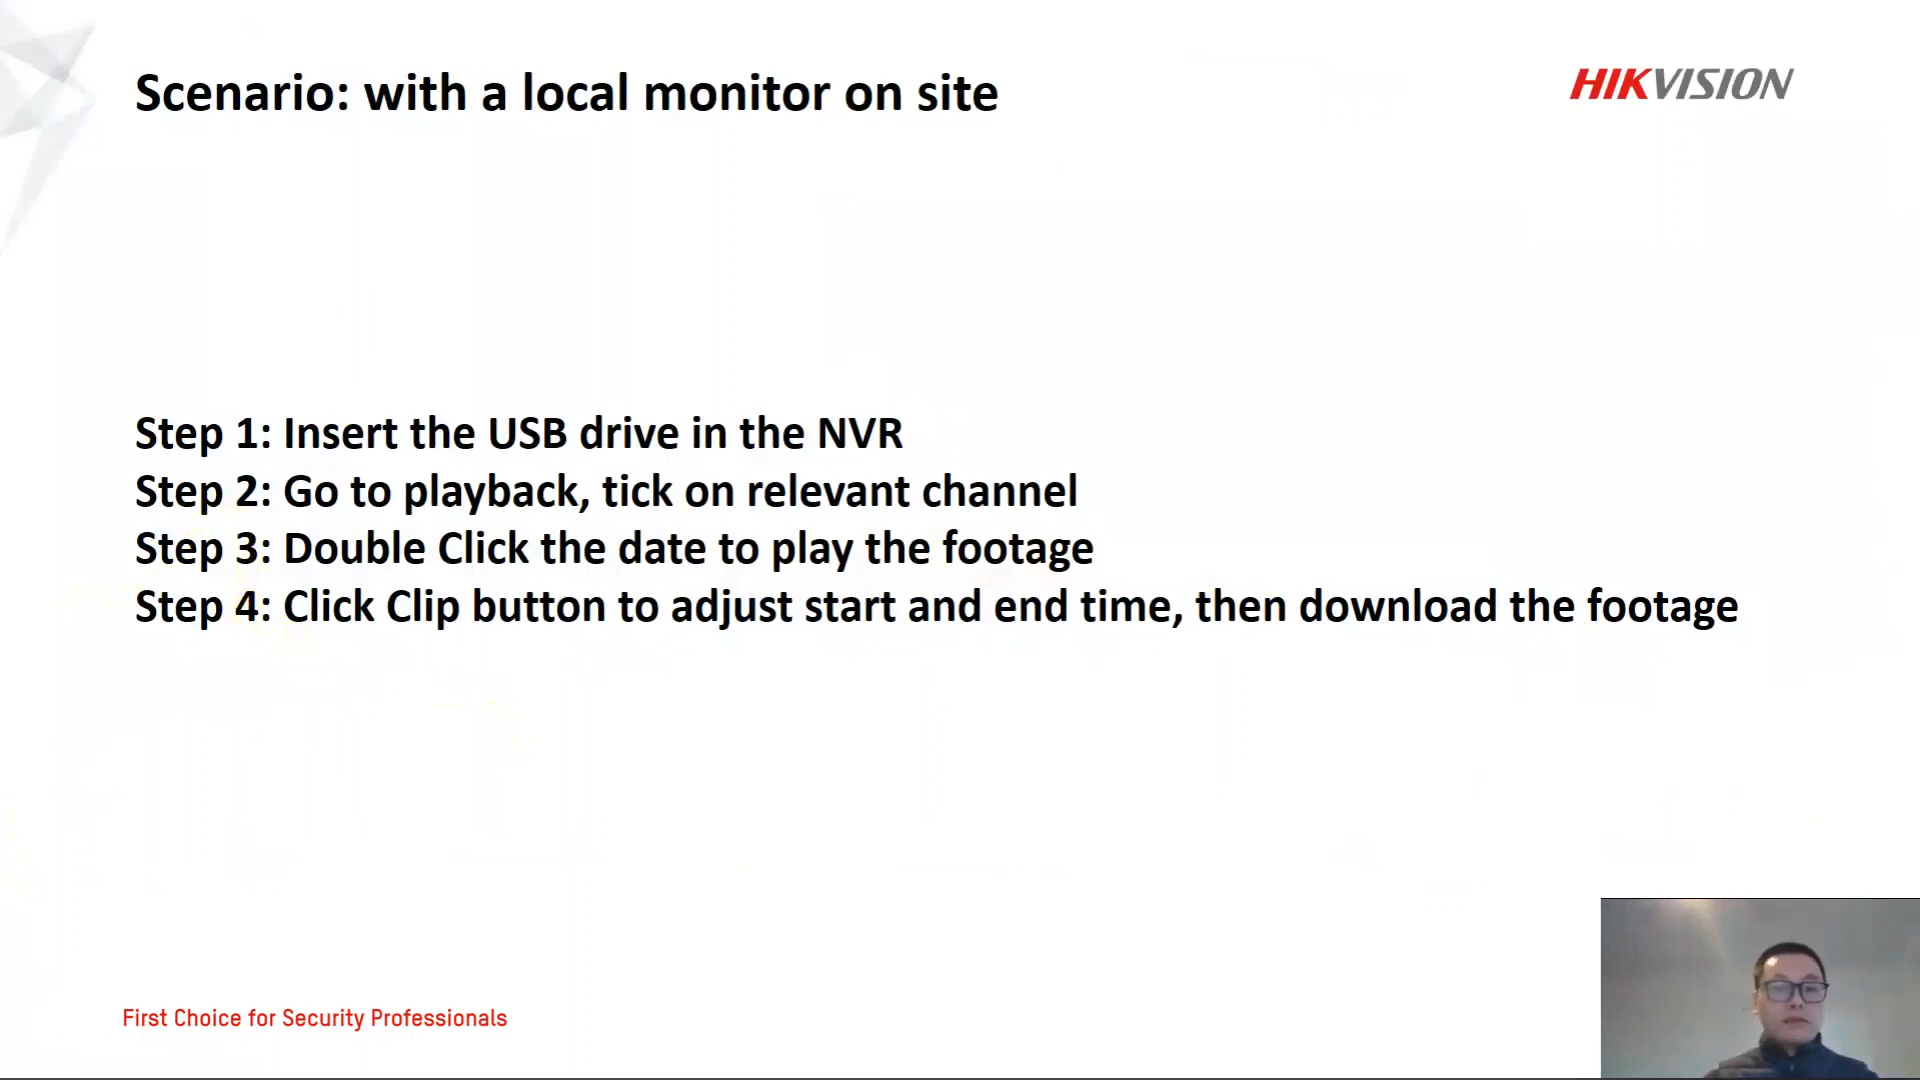 Scenario: with a local monitor on site
HIKVISION
Step 1: Insert the USB drive in the NVR
Step 2: Go to playback, tick on relevant channel
Step 3: Double Click the date to play the footage
Step 4: Click Clip button to adjust start and end time, then download the footage
First Choice for Security Professionals